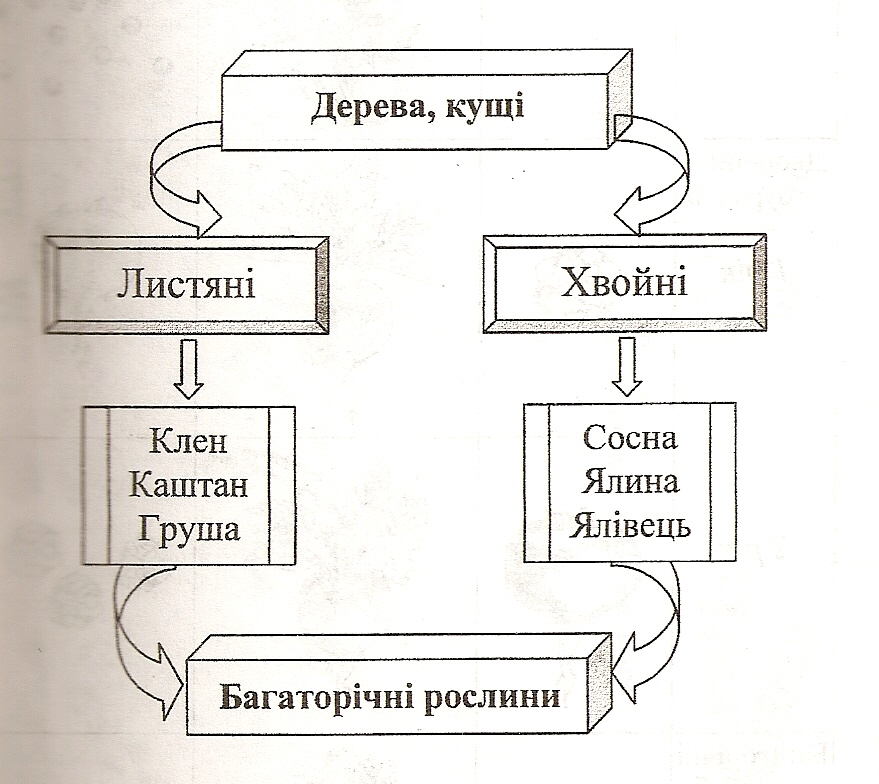 Дерева, кущі
Листяні
Хвойні
Клен
Каштан
Груша
Сосна
Ялина
Ялівець
Багаторічні рослини